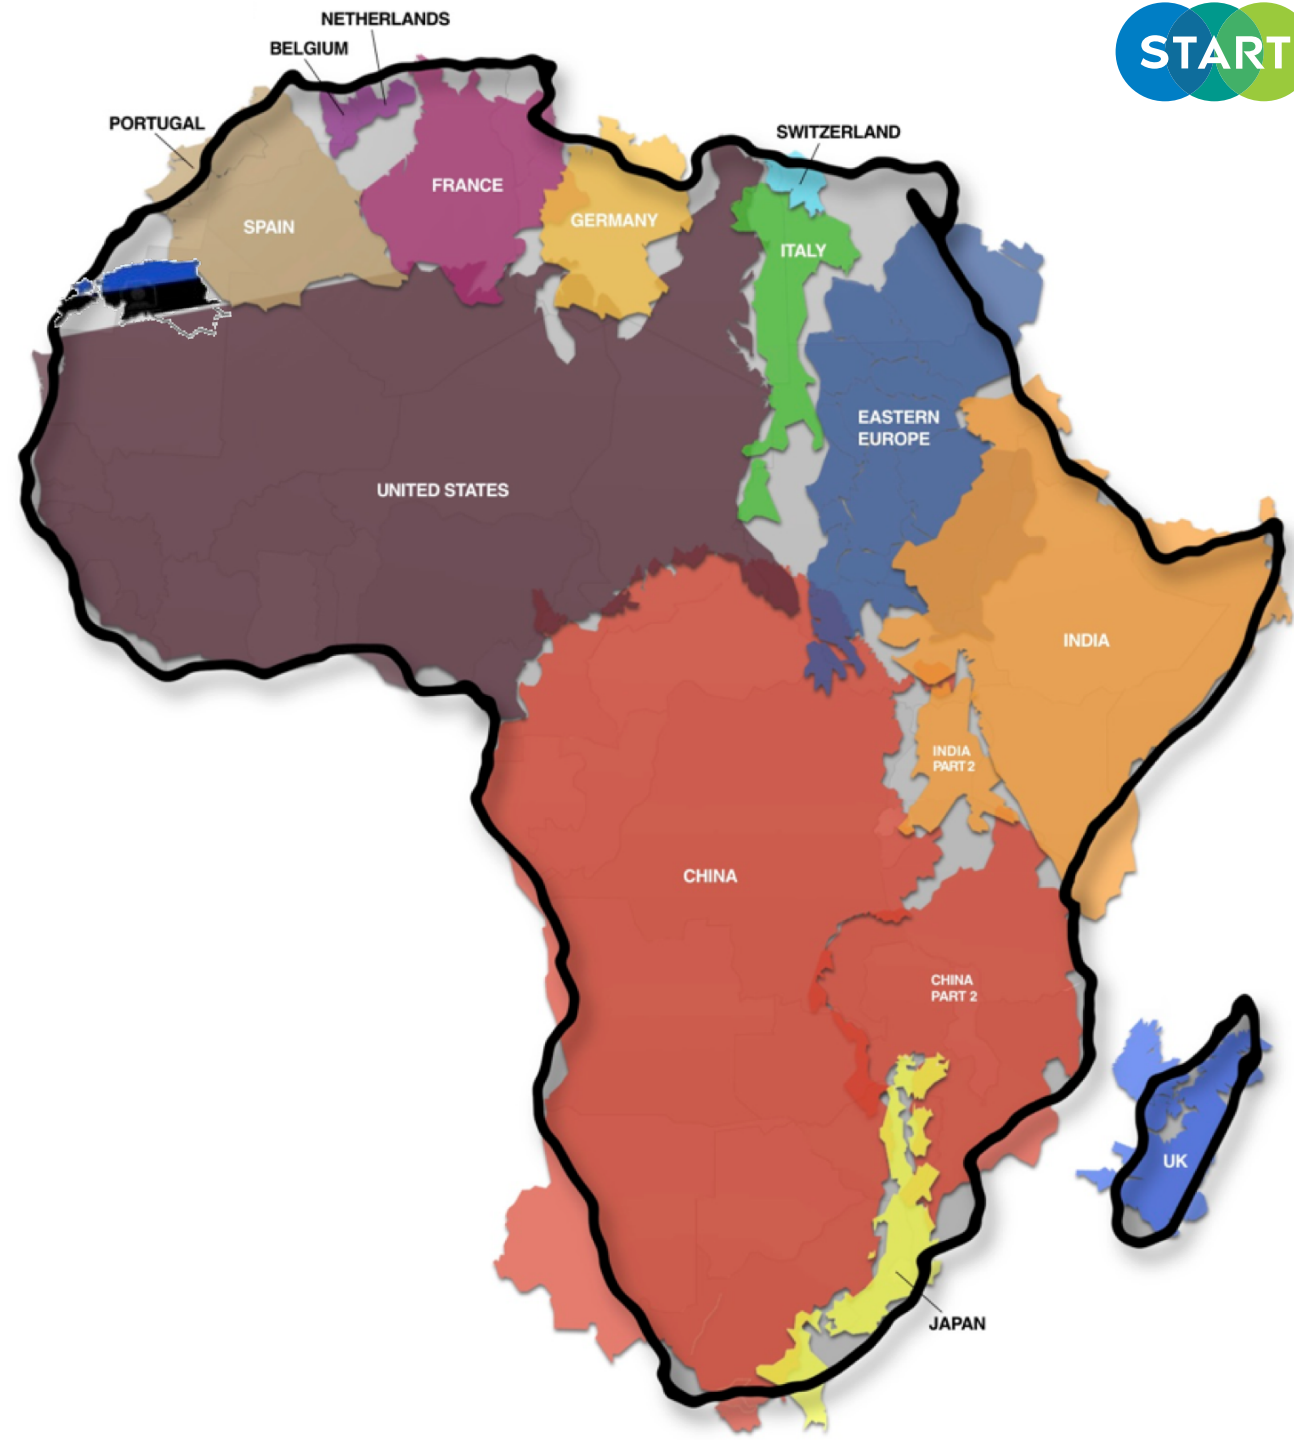 NETHERLANDS
BELGIUM
START
PORTUGAL
SWITZERLAND
FRANCE
SPAIN
GERMANY
ITALY
EASTERN
EUROPE
UNITED STATES
INDIA
INDIA
PART 2
CHINA
CHINA
PART 2
UK
JAPAN